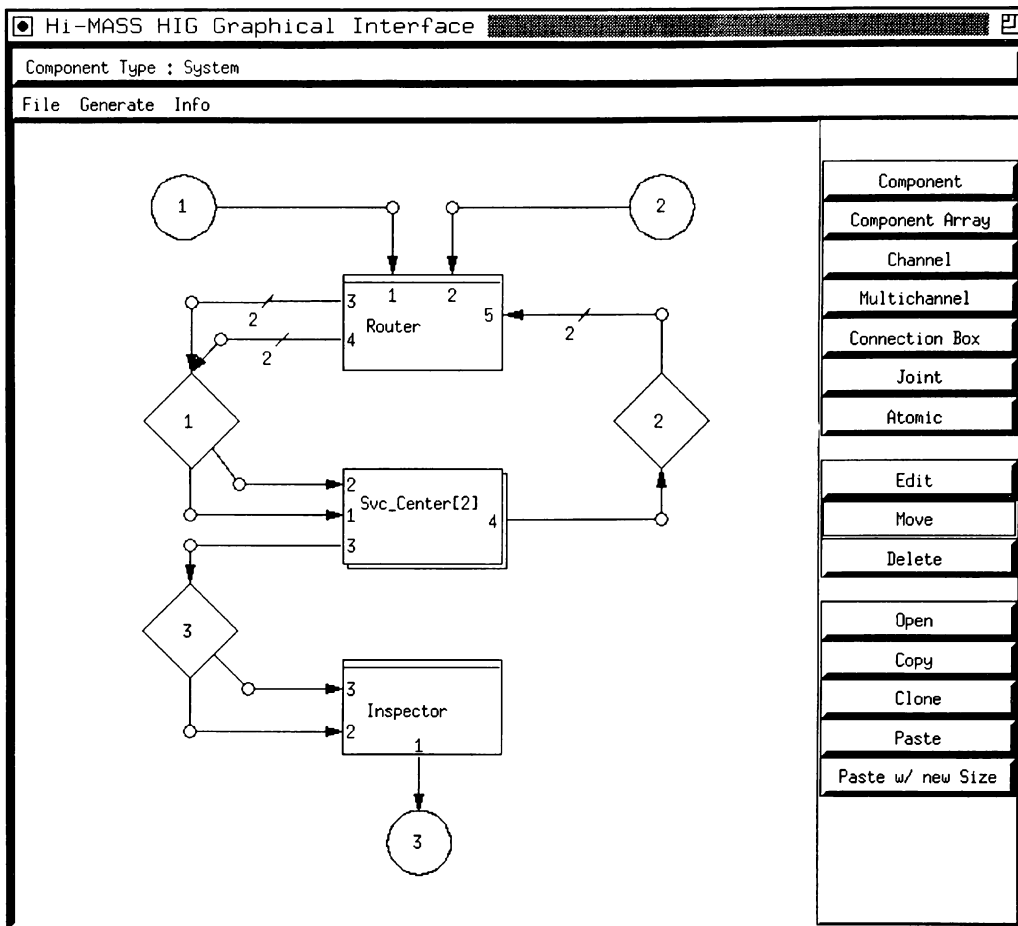 Hi-MASS HIG Graphical Interface
Component Type : System
File Generate Info
1
2
3
1
2
5
Router
4
2
2
2
1
2
2
Svc_Center[2]
1
4
3
3
3
Inspector
2
1
3
Component
Component Array
Channel
Multichannel
Connection Box
Joint
Atomic
Edit
Move
Delete
Open
Copy
Clone
Paste
Paste w/ new Size